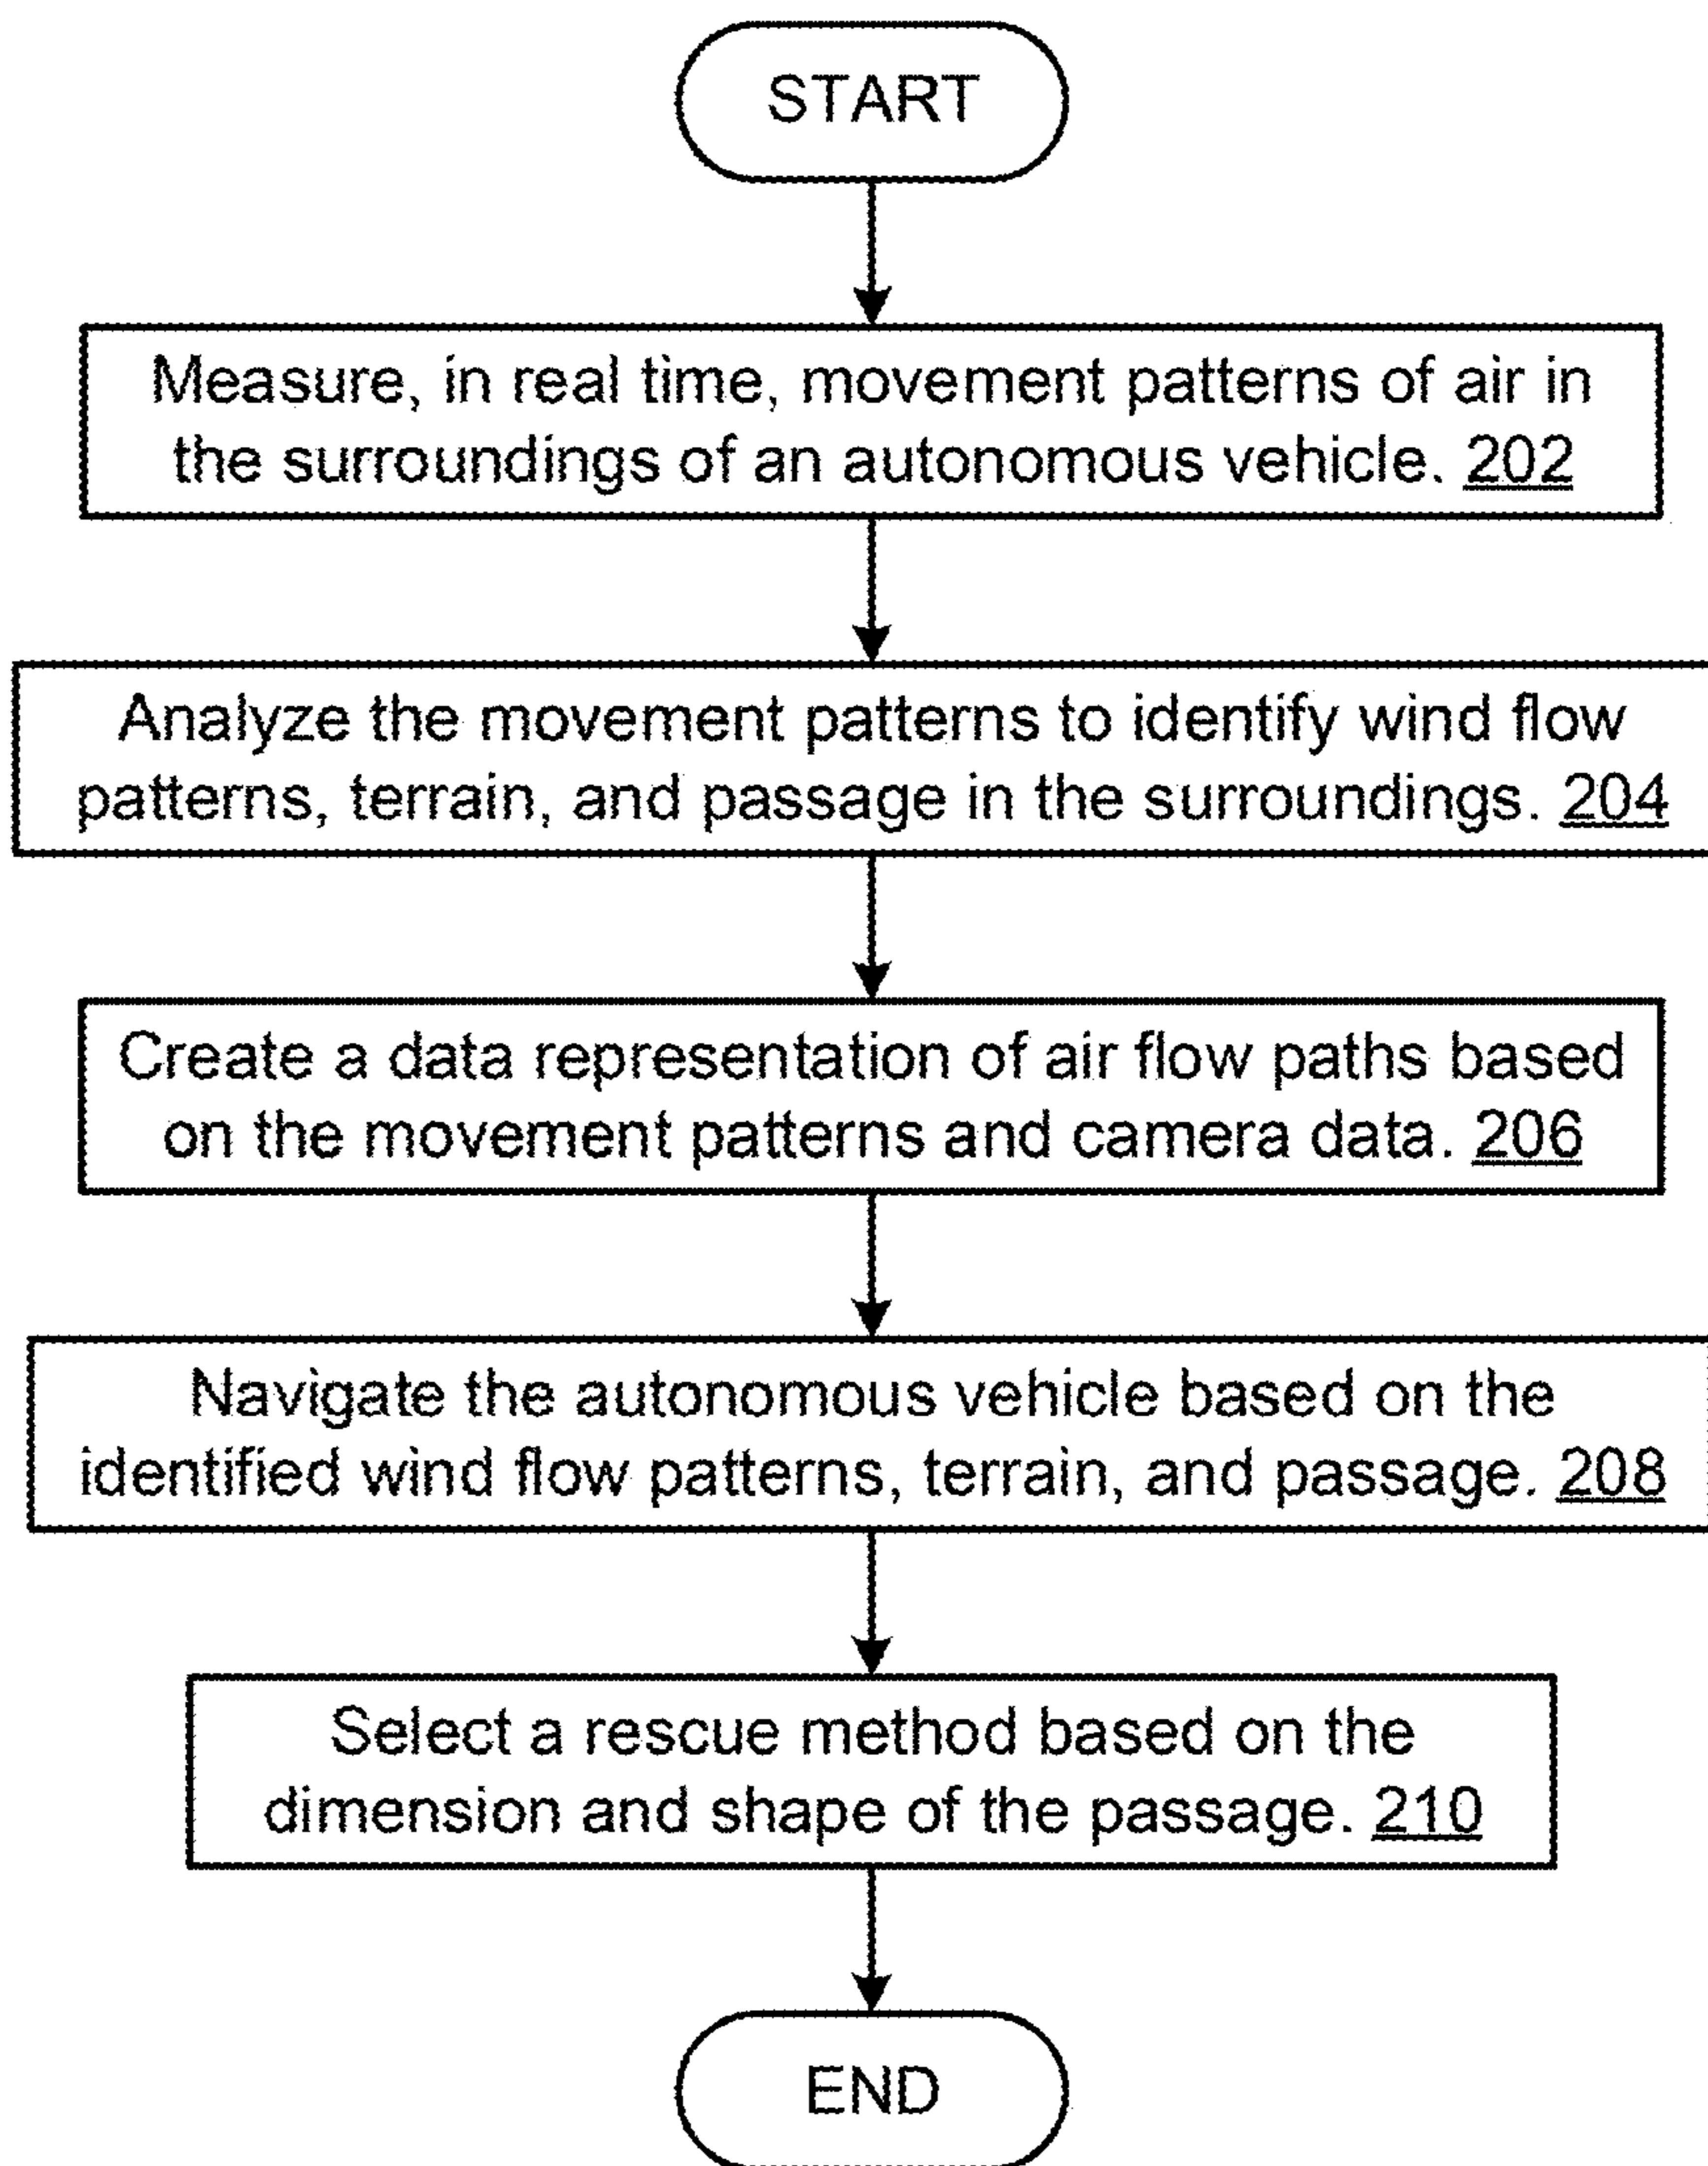 START
Measure, in real time, movement patterns of air in
the surroundings of an autonomous vehicle. 202
Analyze the movement patterns to identify wind flow
patterns, terrain, and passage in the surroundings. 204
Create a data representation of air flow paths based
on the movement patterns and camera data. 206
Navigate the autonomous vehicle based on the
identified wind flow patterns, terrain, and passage. 208
Select a rescue method based on the
dimension and shape of the passage. 210
END